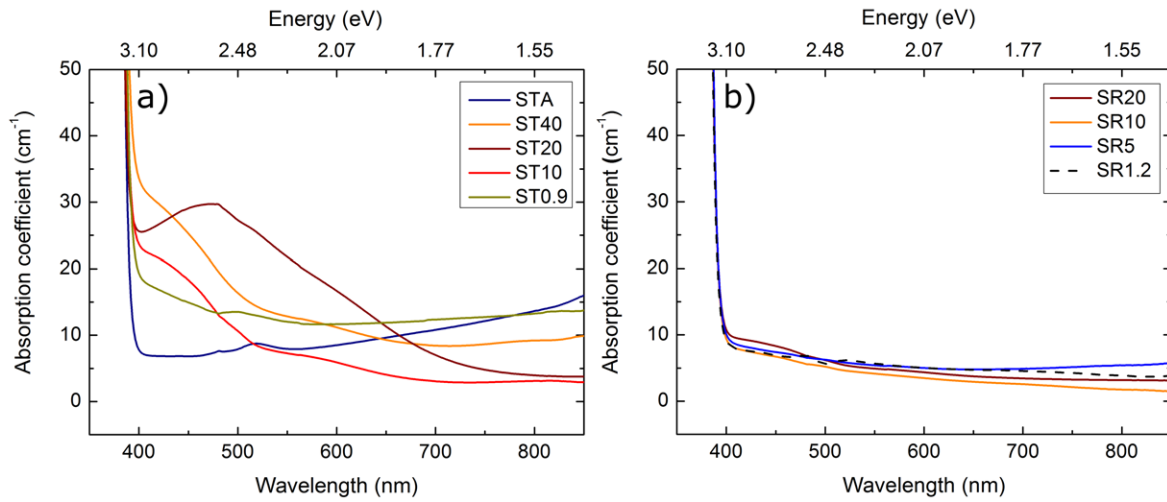 Energy (eV)
3.10 2.48 2.07 1.77 1.55
50
40
30
20
10
0
Absorption coefficient (cm⁻¹)
a)
STA
ST40
ST20
ST10
ST0.9
400 500 600 700 800
Wavelength (nm)
Energy (eV)
3.10 2.48 2.07 1.77 1.55
50
40
30
20
10
0
Absorption coefficient (cm⁻¹)
b)
SR20
SR10
SR5
SR1.2
400 500 600 700 800
Wavelength (nm)